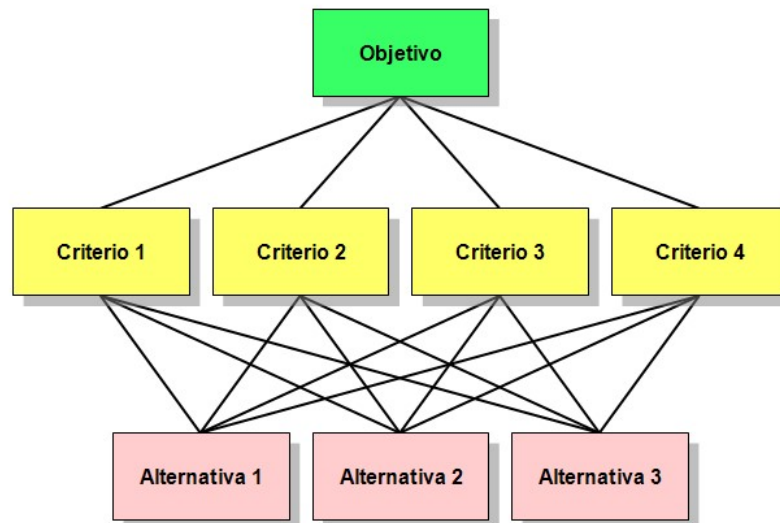 Objetivo
Criterio 1
Criterio 2
Criterio 3
Criterio 4
Alternativa 1
Alternativa 2
Alternativa 3